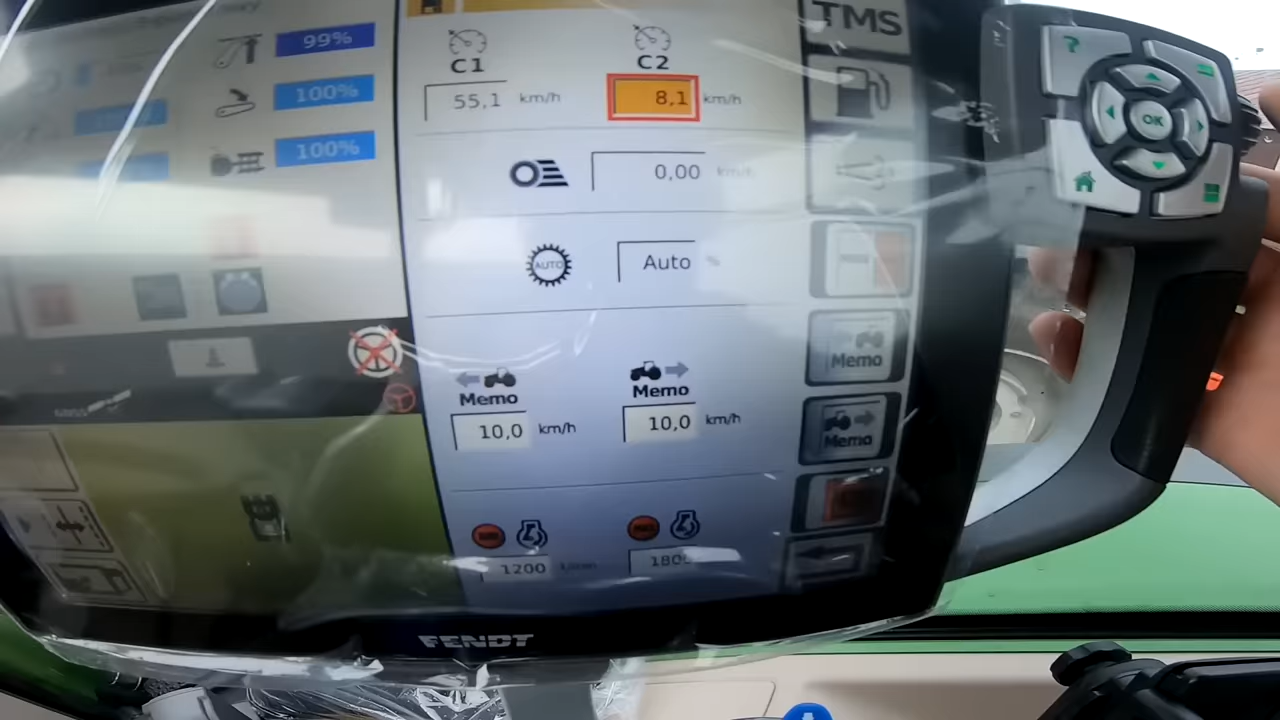 99%
100%
100%
C1
C2
55,1 km/h
8,1 km/h
0,00
AUTO
Auto
Memo
Memo
10,0 km/h
10,0 km/h
1200
TMS
Memo
Memo
FENDT
?
OK